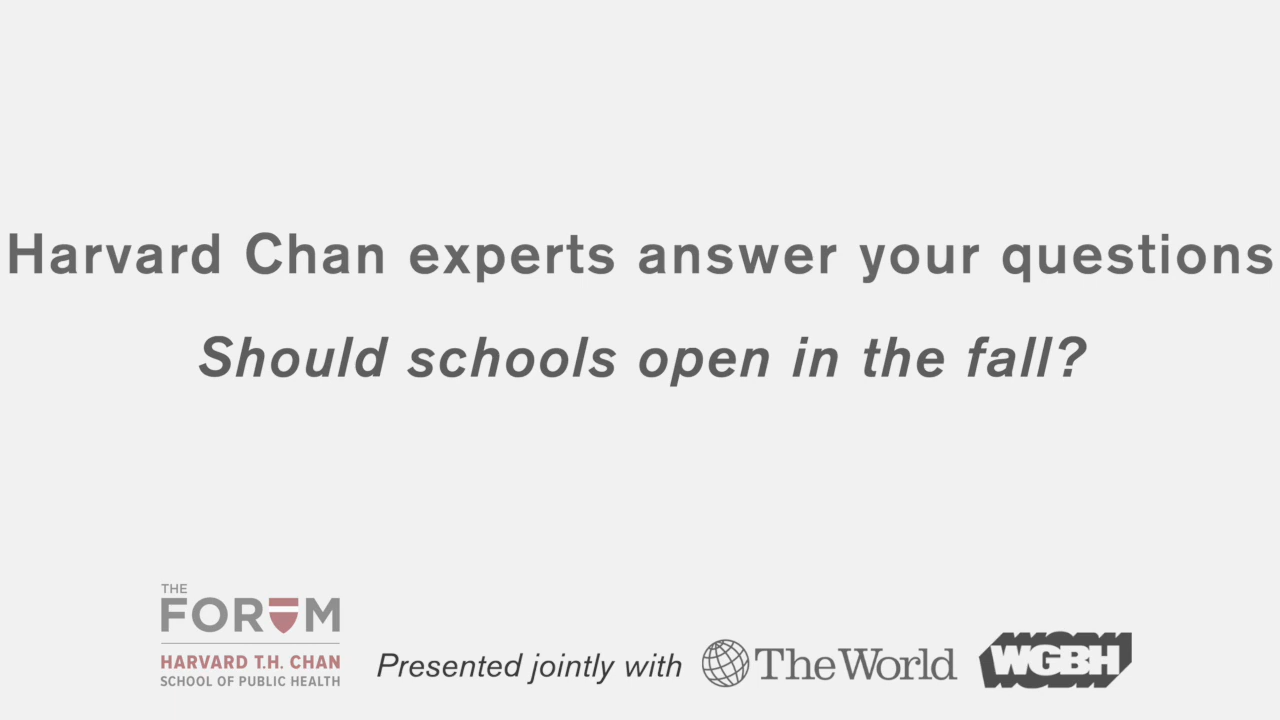 Harvard Chan experts answer your questions
Should schools open in the fall?
THE
FORUM
HARVARD T.H. CHAN
SCHOOL OF PUBLIC HEALTH
Presented jointly with
The World
WGBH